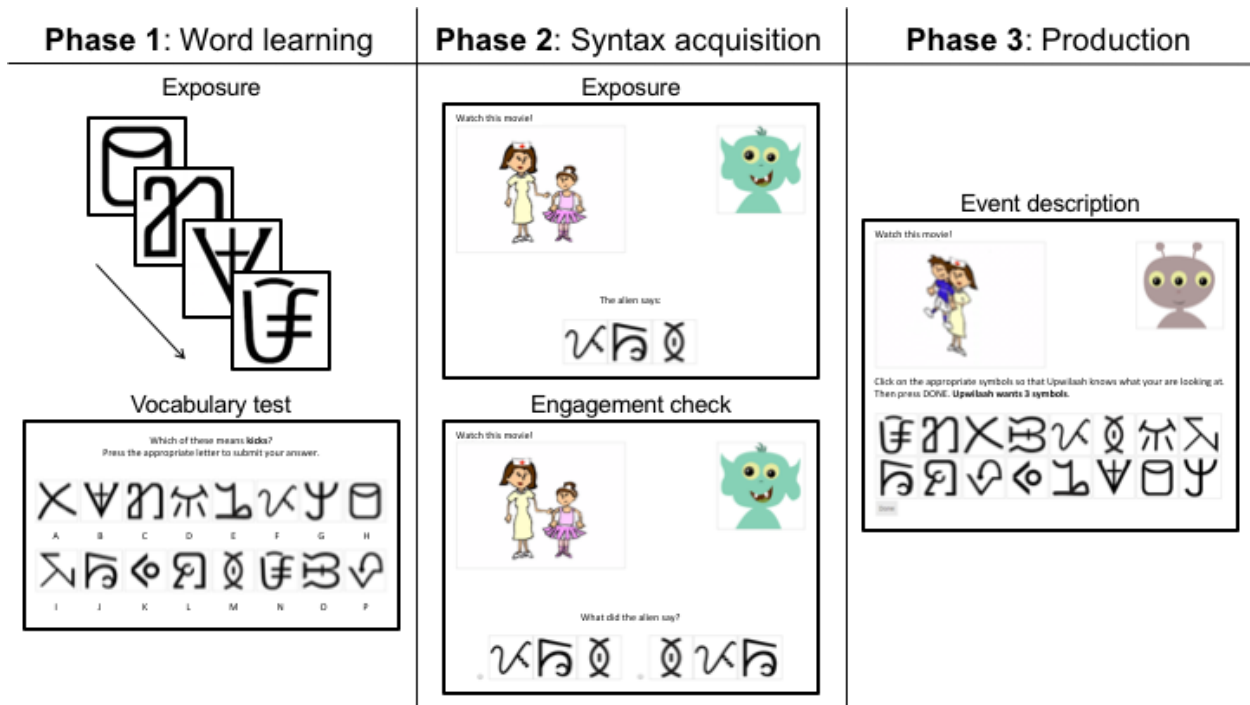 Phase 1: Word learning
Phase 2: Syntax acquisition
Phase 3: Production
Exposure
Vocabulary test
Which of these means kicks?
Press the appropriate letter to submit your answer.
A B C D E F G H
I J K L M N O P
Exposure
Watch this movie!
The alien says:
Engagement check
Watch this movie!
What did the alien say?
Event description
Watch this movie!
Click on the appropriate symbols so that Upwilaah knows what your are looking at.
Then press DONE. Upwilaah wants 3 symbols.
Done